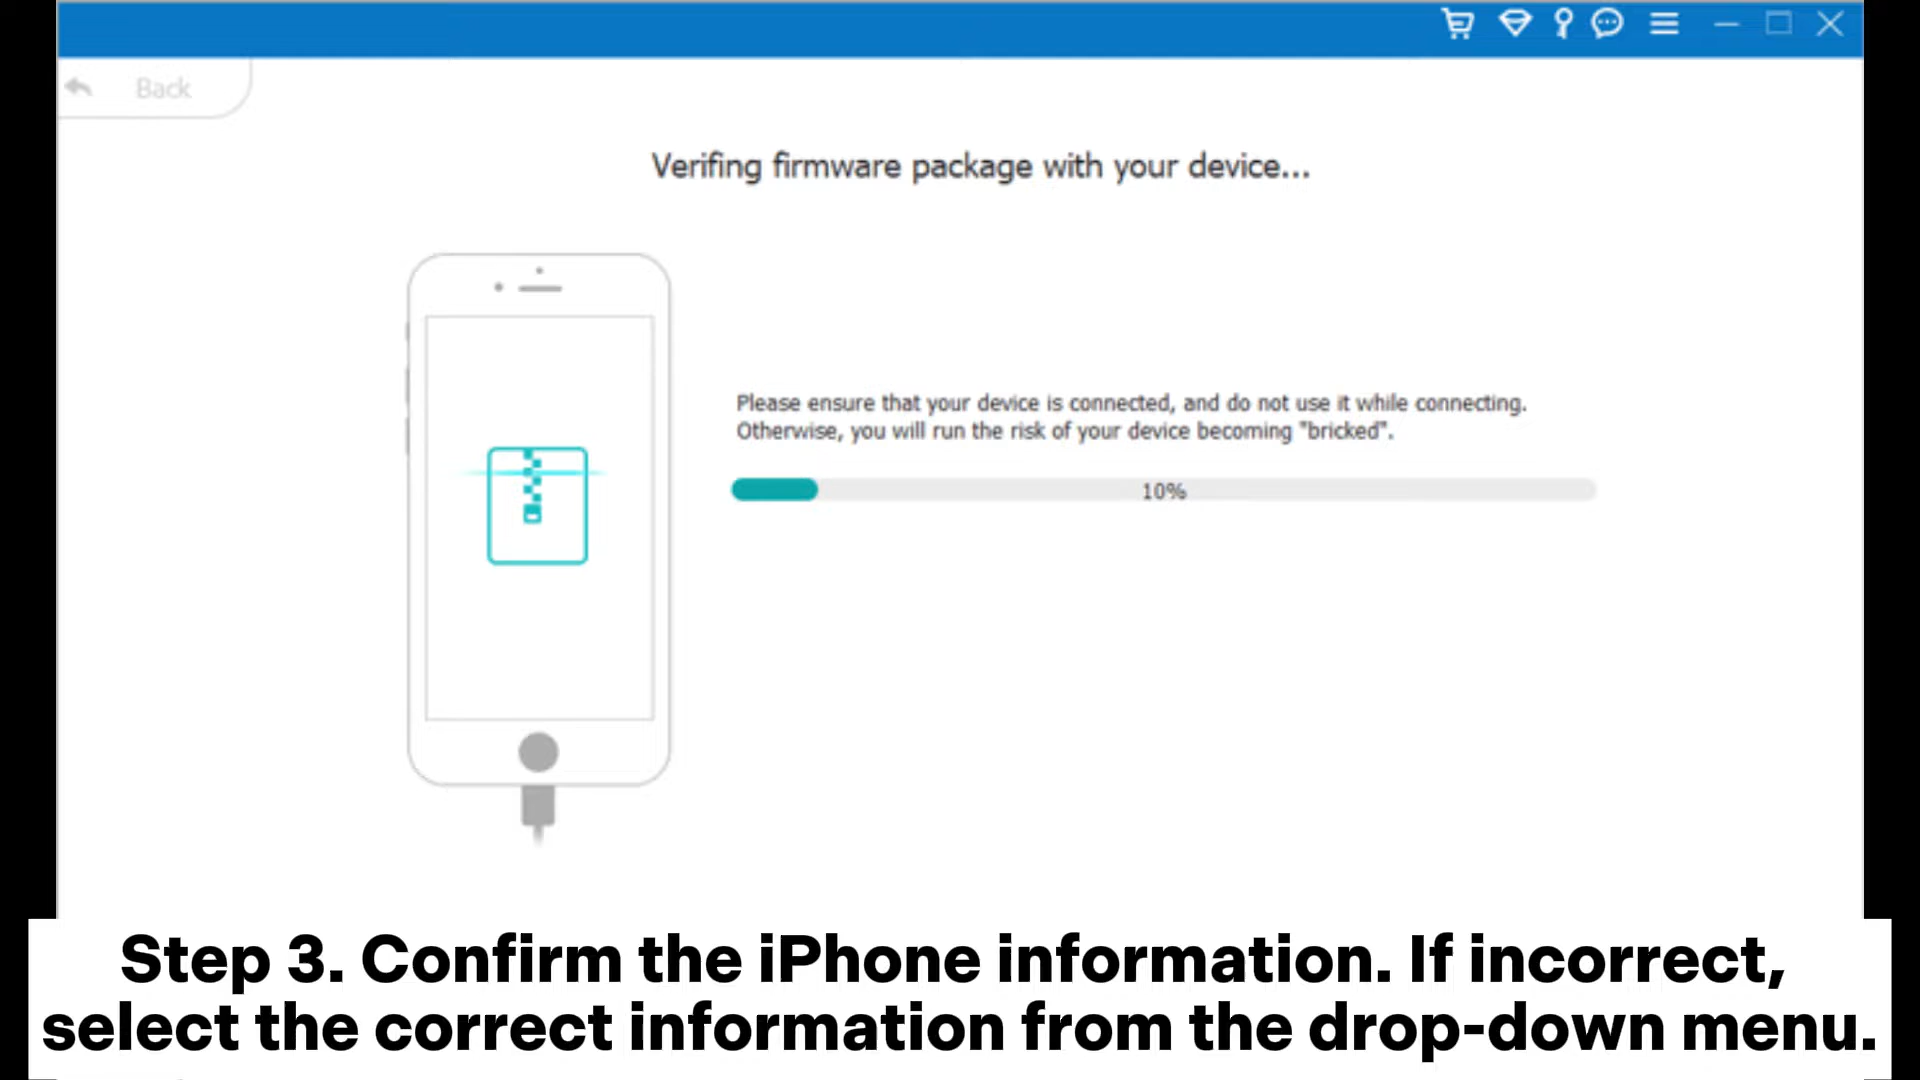 Back
Verifing firmware package with your device...
Please ensure that your device is connected, and do not use it while connecting.
Otherwise, you will run the risk of your device becoming "bricked".
10%
Step 3. Confirm the iPhone information. If incorrect,
select the correct information from the drop-down menu.